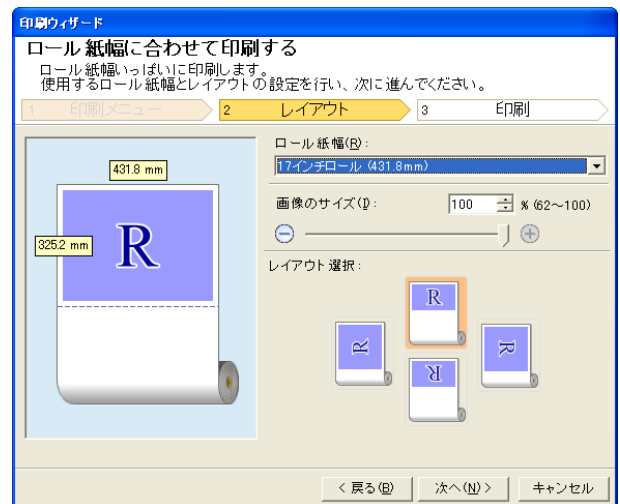 印刷ウィザード
ロール紙幅に合わせて印刷する
ロール紙幅いっぱいに印刷します。
使用するロール紙幅とレイアウトの設定を行い、次に進んでください。
1 印刷メニュー 2 レイアウト 3 印刷
ロール紙幅(R):
17インチロール (431.8mm)
画像のサイズ(I): 100 % (62～100)
レイアウト選択:
431.8 mm
325.2 mm
R
R
R
R
R
< 戻る(B) 次へ(N) > キャンセル